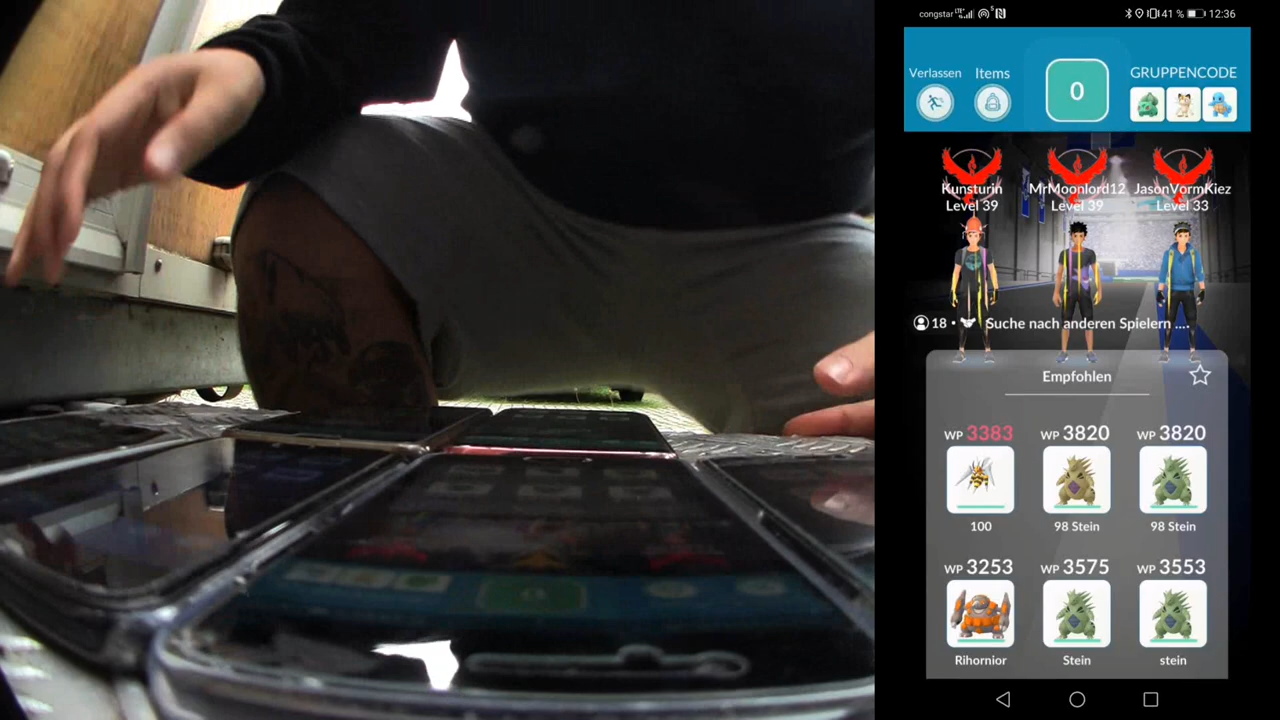 congstar 41 % 12:36
Verlassen Items 0 GRUPPENCODE
Kunsturin MrMoonlord12 JasonVormKiez
Level 39 Level 39 Level 33
18 • Suche nach anderen Spielern ....
Empfohlen
WP 3383 WP 3820 WP 3820
100 98 Stein 98 Stein
WP 3253 WP 3575 WP 3553
Rihornior Stein stein